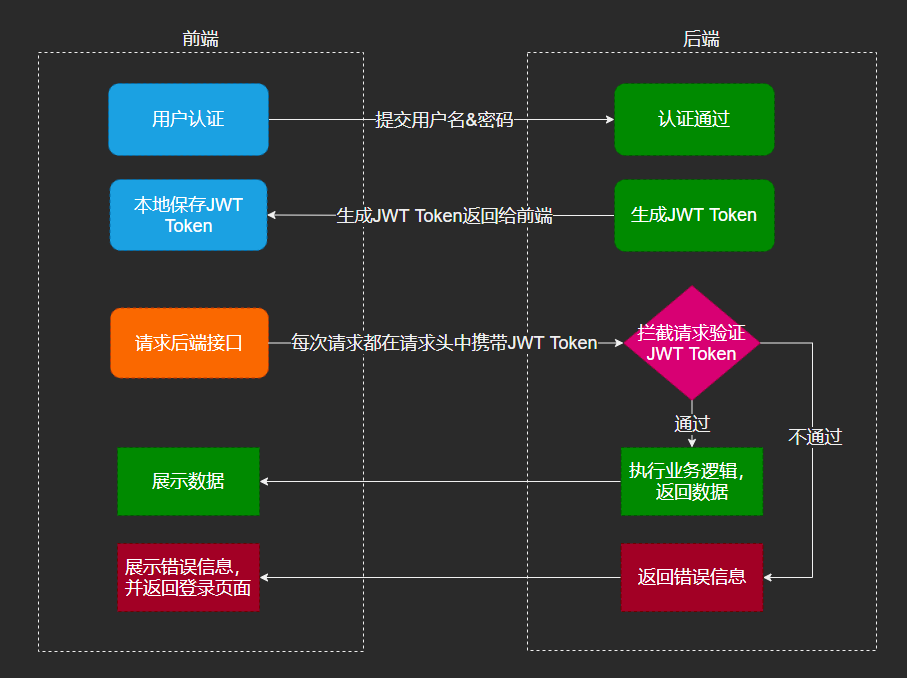 前端
后端
用户认证
提交用户名&密码
认证通过
本地保存JWT
Token
生成JWT Token返回给前端
生成JWT Token
请求后端接口
每次请求都在请求头中携带JWT Token
拦截请求验证
JWT Token
通过
不通过
展示数据
执行业务逻辑，
返回数据
展示错误信息，
并返回登录页面
返回错误信息